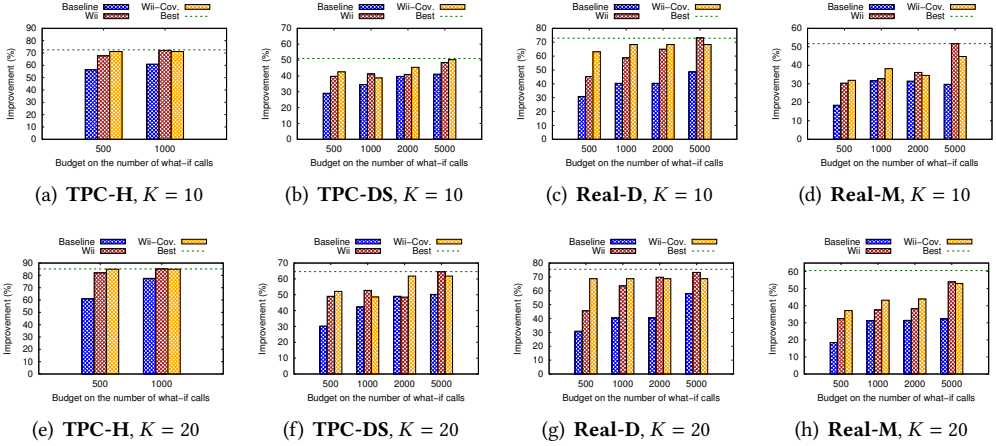 Baseline Wii-Cov.
Wii Best
Improvement (%)
90
80
70
60
50
40
30
20
10
0
500 1000
Budget on the number of what-if calls
(a) TPC-H, K = 10
Baseline Wii-Cov.
Wii Best
Improvement (%)
70
60
50
40
30
20
10
0
500 1000 2000 5000
Budget on the number of what-if calls
(b) TPC-DS, K = 10
Baseline Wii-Cov.
Wii Best
Improvement (%)
80
70
60
50
40
30
20
10
0
500 1000 2000 5000
Budget on the number of what-if calls
(c) Real-D, K = 10
Baseline Wii-Cov.
Wii Best
Improvement (%)
60
50
40
30
20
10
0
500 1000 2000 5000
Budget on the number of what-if calls
(d) Real-M, K = 10
Baseline Wii-Cov.
Wii Best
Improvement (%)
90
80
70
60
50
40
30
20
10
0
500 1000
Budget on the number of what-if calls
(e) TPC-H, K = 20
Baseline Wii-Cov.
Wii Best
Improvement (%)
70
60
50
40
30
20
10
0
500 1000 2000 5000
Budget on the number of what-if calls
(f) TPC-DS, K = 20
Baseline Wii-Cov.
Wii Best
Improvement (%)
80
70
60
50
40
30
20
10
0
500 1000 2000 5000
Budget on the number of what-if calls
(g) Real-D, K = 20
Baseline Wii-Cov.
Wii Best
Improvement (%)
60
50
40
30
20
10
0
500 1000 2000 5000
Budget on the number of what-if calls
(h) Real-M, K = 20